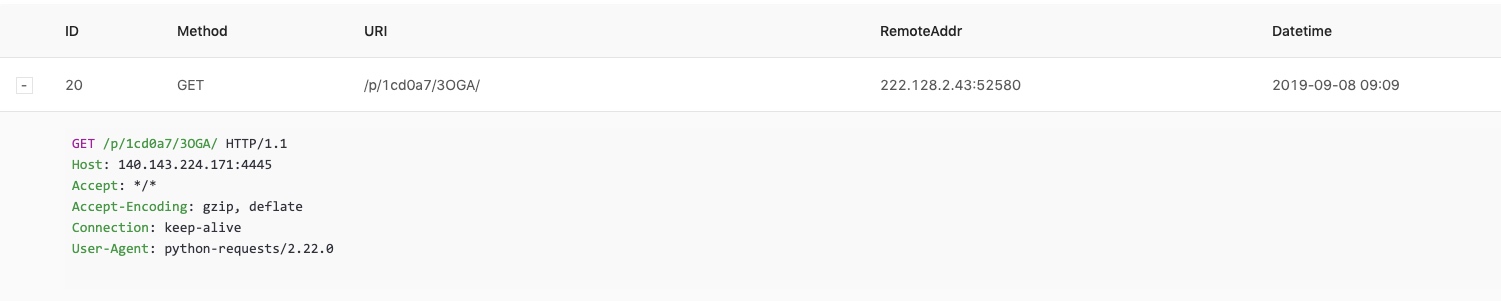 ID Method URI RemoteAddr Datetime
- 20 GET /p/1cd0a7/3OGA/ 222.128.2.43:52580 2019-09-08 09:09
GET /p/1cd0a7/3OGA/ HTTP/1.1
Host: 140.143.224.171:4445
Accept: */*
Accept-Encoding: gzip, deflate
Connection: keep-alive
User-Agent: python-requests/2.22.0